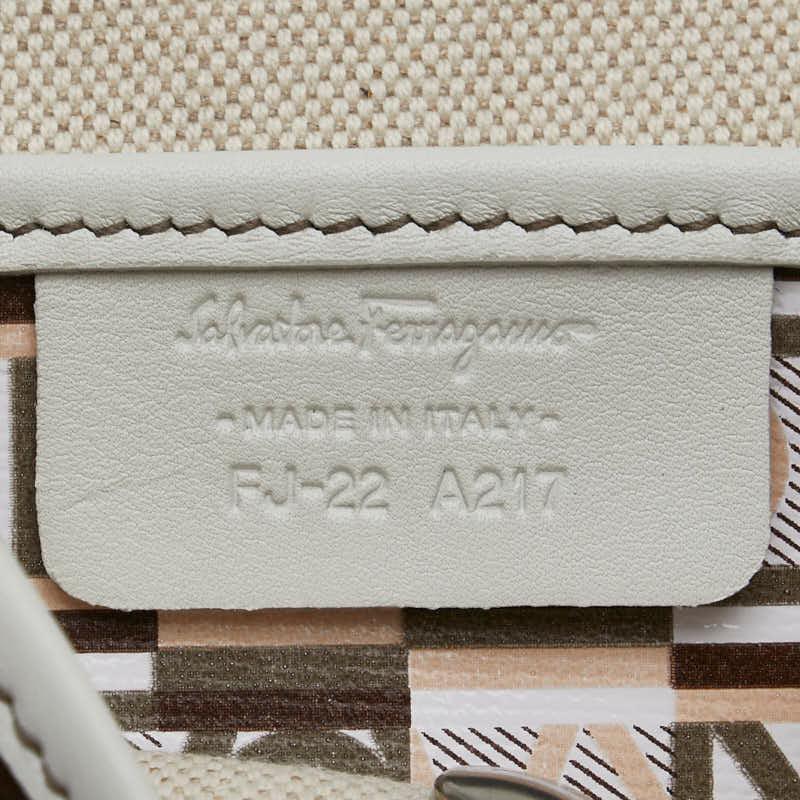 Salvatore Ferragamo
-MADE IN ITALY-
FJ-22 A217